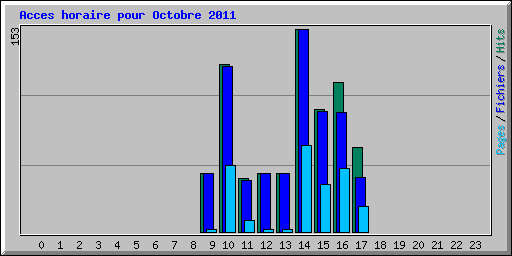 Acces horaire pour Octobre 2011
153
Pages / Fichiers / Hits
0 1 2 3 4 5 6 7 8 9 10 11 12 13 14 15 16 17 18 19 20 21 22 23